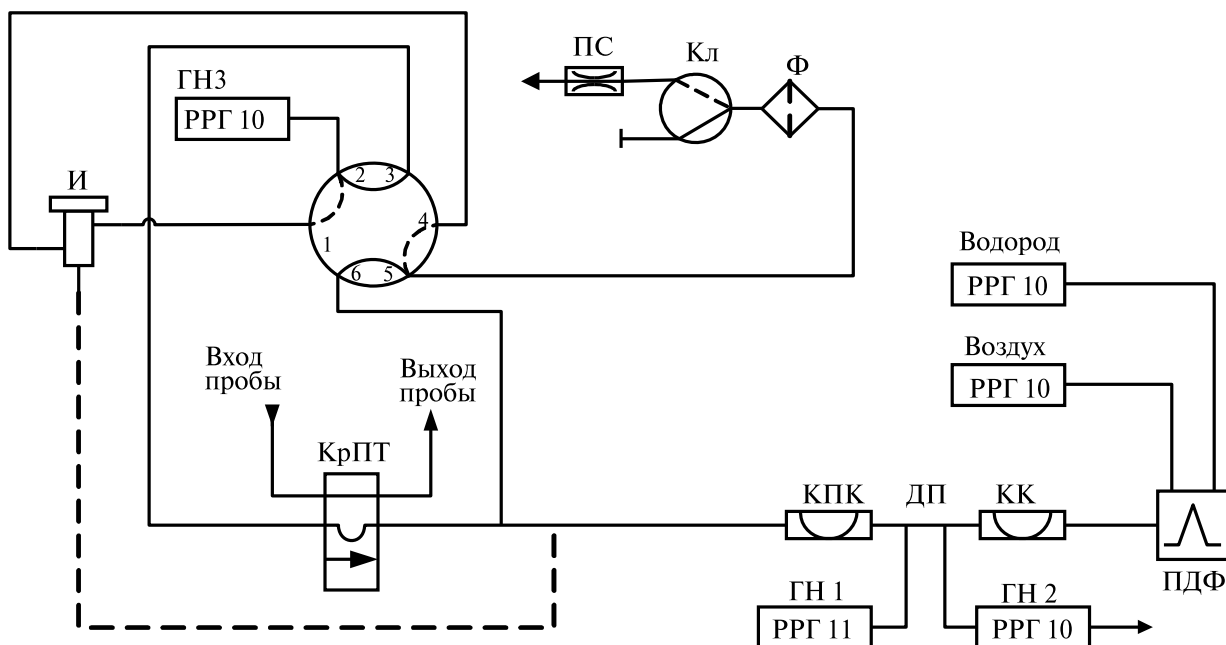 ПС
Кл
Ф
ГН3
РРГ 10
2
3
И
1
4
6
5
Водород
РРГ 10
Воздух
РРГ 10
Вход
пробы
Выход
пробы
КрПТ
КПК
ДП
КК
ПДФ
ГН 1
РРГ 11
ГН 2
РРГ 10